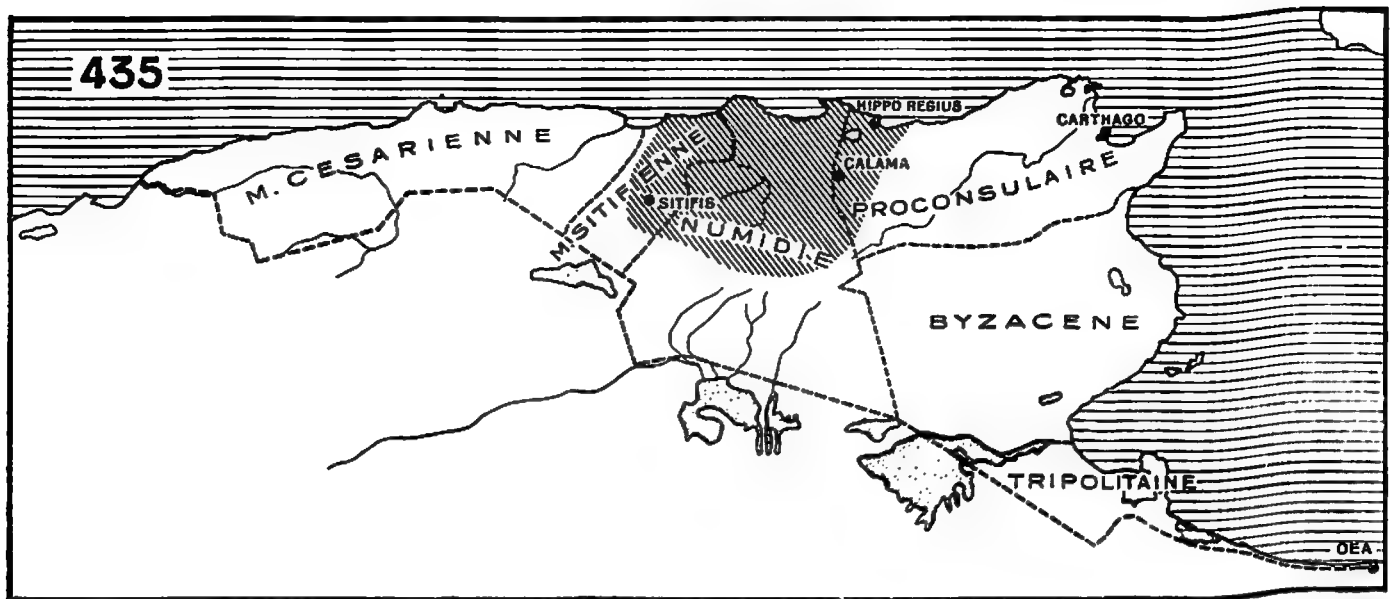 435
HIPPO REGIUS
CARTHAGO
M. CESARIENNE
M. SITIFIENNE
CALAMA
PROCONSULAIRE
SITIFIS
NUMIDIE
BYZACENE
TRIPOLITAINE
OEA